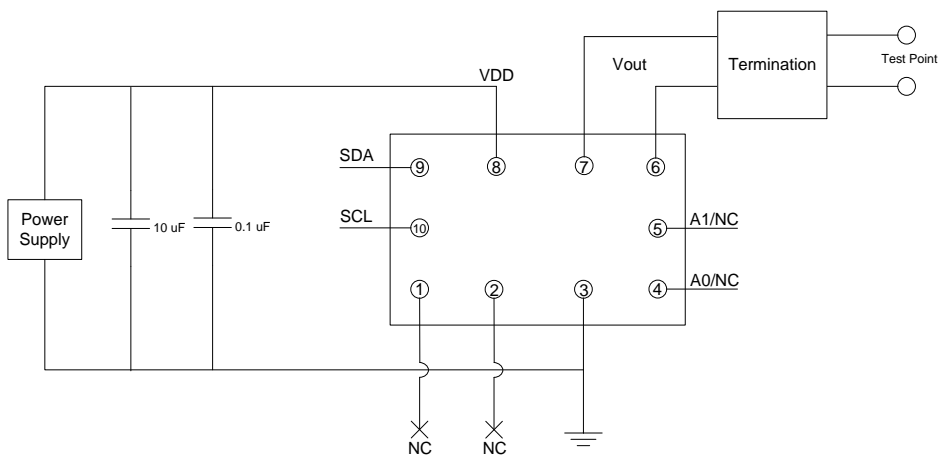 Vout
Termination
Test Point
VDD
SDA
9
8
7
6
Power
Supply
10 uF
0.1 uF
SCL
10
5
A1/NC
1
2
3
4
A0/NC
NC
NC